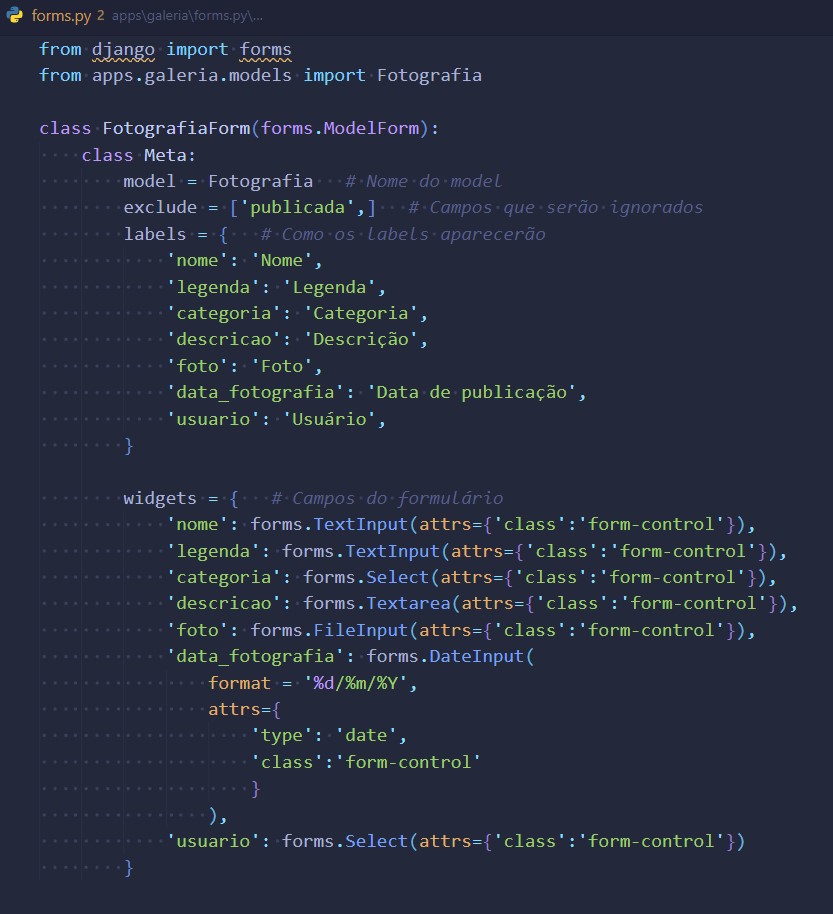 forms.py 2 apps\galeria\forms.py\...
from django import forms
from apps.galeria.models import Fotografia

class FotografiaForm(forms.ModelForm):
    class Meta:
        model = Fotografia   # Nome do model
        exclude = ['publicada',]   # Campos que serão ignorados
        labels = {   # Como os labels aparecerão
            'nome': 'Nome',
            'legenda': 'Legenda',
            'categoria': 'Categoria',
            'descricao': 'Descrição',
            'foto': 'Foto',
            'data_fotografia': 'Data de publicação',
            'usuario': 'Usuário',
        }

        widgets = {   # Campos do formulário
            'nome': forms.TextInput(attrs={'class':'form-control'}),
            'legenda': forms.TextInput(attrs={'class':'form-control'}),
            'categoria': forms.Select(attrs={'class':'form-control'}),
            'descricao': forms.Textarea(attrs={'class':'form-control'}),
            'foto': forms.FileInput(attrs={'class':'form-control'}),
            'data_fotografia': forms.DateInput(
                format = '%d/%m/%Y',
                attrs={
                    'type': 'date',
                    'class':'form-control'
                    }
                ),
            'usuario': forms.Select(attrs={'class':'form-control'})
        }